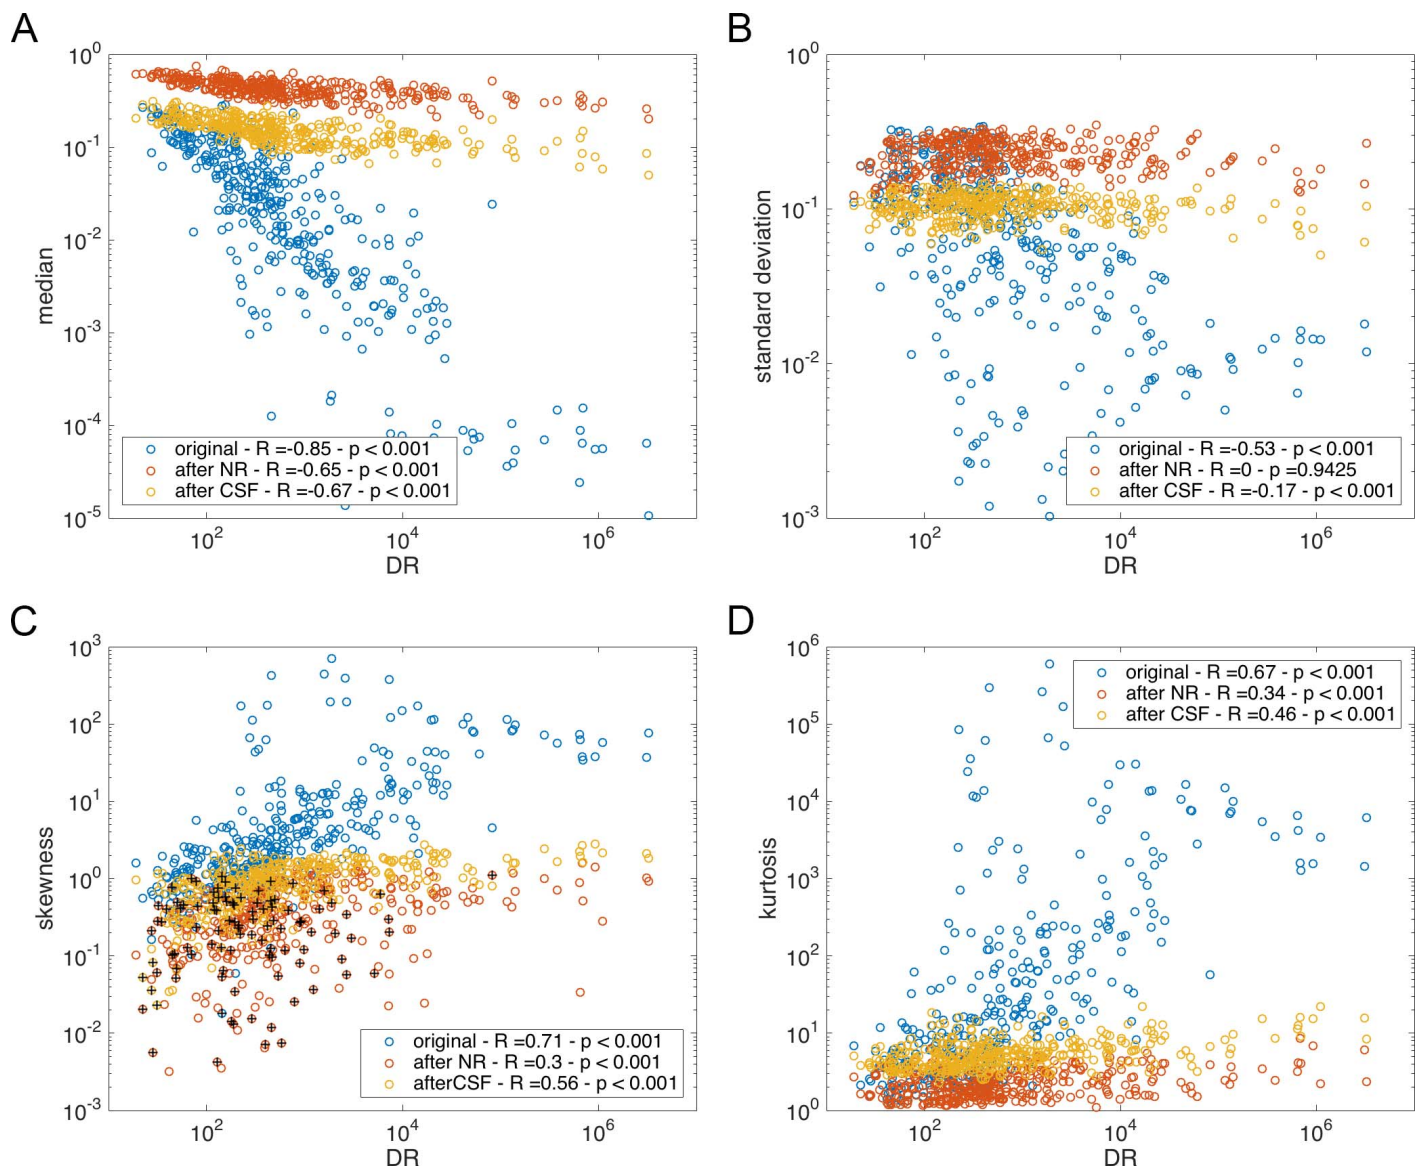 A
10^0
10^-1
10^-2
10^-3
10^-4
10^-5
median
original - R =-0.85 - p < 0.001
after NR - R =-0.65 - p < 0.001
after CSF - R =-0.67 - p < 0.001
10^2 10^4 10^6
DR
B
10^0
10^-1
10^-2
10^-3
standard deviation
original - R =-0.53 - p < 0.001
after NR - R =0 - p =0.9425
after CSF - R =-0.17 - p < 0.001
10^2 10^4 10^6
DR
C
10^3
10^2
10^1
10^0
10^-1
10^-2
10^-3
skewness
original - R =0.71 - p < 0.001
after NR - R =0.3 - p < 0.001
afterCSF - R =0.56 - p < 0.001
10^2 10^4 10^6
DR
D
10^6
10^5
10^4
10^3
10^2
10^1
10^0
kurtosis
original - R =0.67 - p < 0.001
after NR - R =0.34 - p < 0.001
after CSF - R =0.46 - p < 0.001
10^2 10^4 10^6
DR